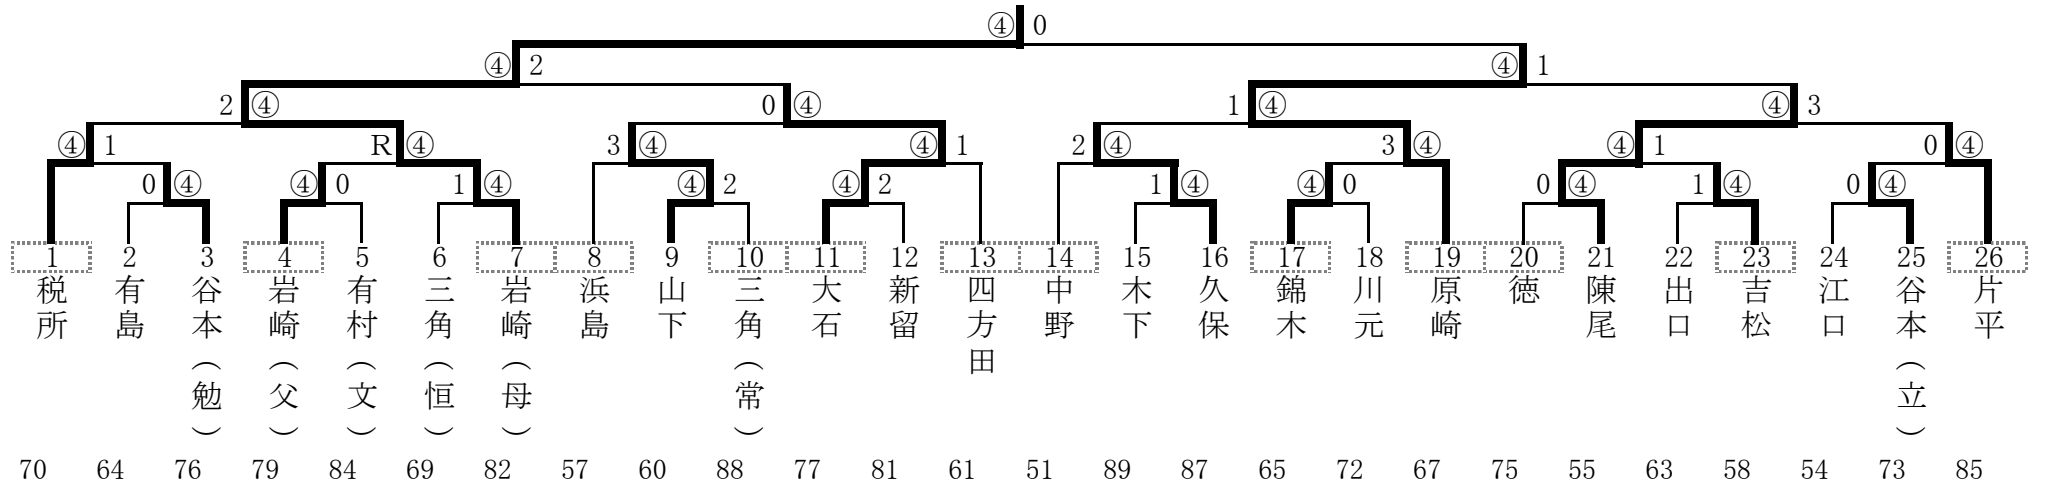 ④ 0
④ 2 ④ 1
2 ④ 0 ④ 1 ④ ④ 3
④ 1 R ④ 3 ④ ④ 1 2 ④ 3 ④ ④ 1 0 ④
0 ④ ④ 0 1 ④ ④ 2 ④ 2 1 ④ ④ 0 0 ④ 1 ④ 0 ④
1 2 3 4 5 6 7 8 9 10 11 12 13 14 15 16 17 18 19 20 21 22 23 24 25 26
税所
有島
谷本(勉)
岩崎(父)
有村(文)
三角(恒)
岩崎(母)
浜島
山下
三角(常)
大石
新留
四方田
中野
木下
久保
錦木
川元
原崎
徳
陳尾
出口
吉松
江口
谷本(立)
片平
70 64 76 79 84 69 82 57 60 88 77 81 61 51 89 87 65 72 67 75 55 63 58 54 73 85